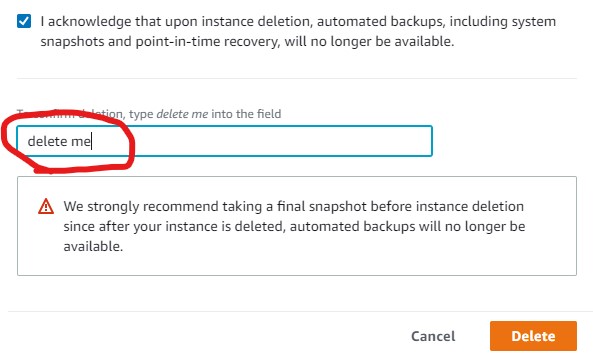 I acknowledge that upon instance deletion, automated backups, including system
snapshots and point-in-time recovery, will no longer be available.
To confirm deletion, type delete me into the field
delete me
We strongly recommend taking a final snapshot before instance deletion
since after your instance is deleted, automated backups will no longer be
available.
Cancel
Delete